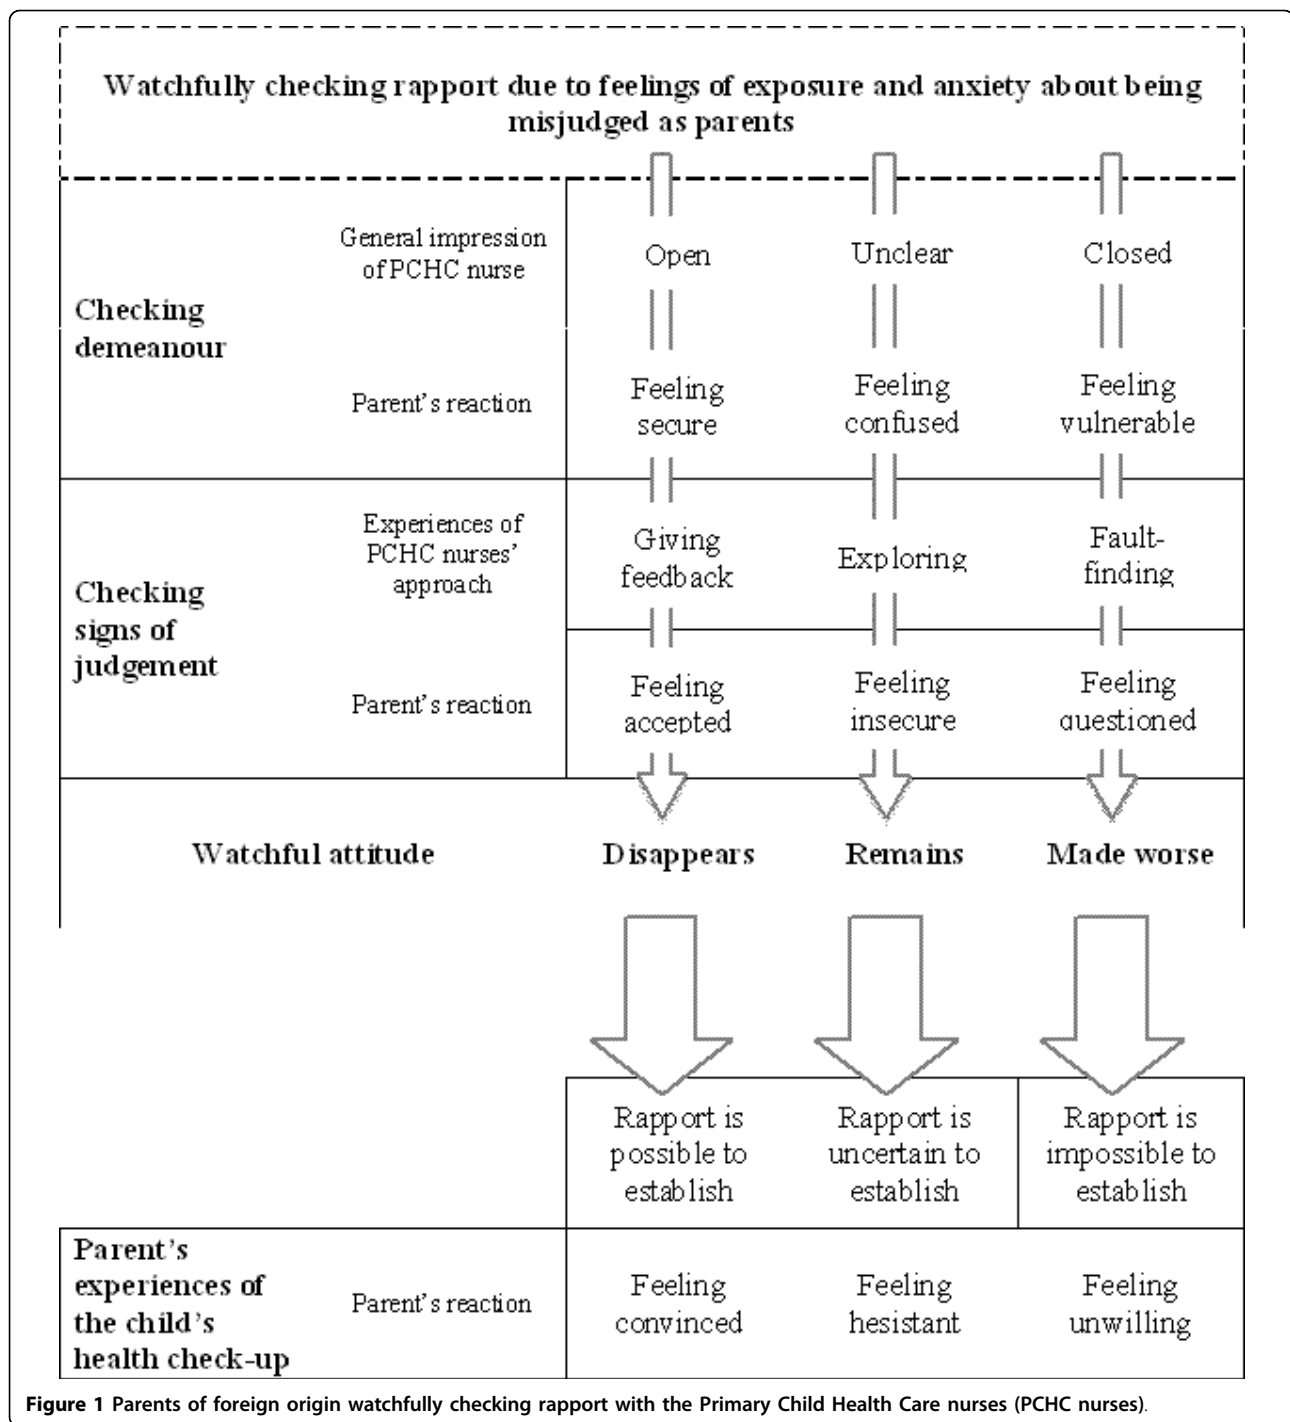 Watchfully checking rapport due to feelings of exposure and anxiety about being
misjudged as parents
General impression
of PCHC nurse
Open
Unclear
Closed
Checking
demeanour
Parent's reaction
Feeling
secure
Feeling
confused
Feeling
vulnerable
Experiences of
PCHC nurses'
approach
Giving
feedback
Exploring
Fault-
finding
Checking
signs of
judgement
Parent's reaction
Feeling
accepted
Feeling
insecure
Feeling
questioned
Watchful attitude
Disappears
Remains
Made worse
Rapport is
possible to
establish
Rapport is
uncertain to
establish
Rapport is
impossible to
establish
Parent's
experiences of
the child's
health check-up
Parent's reaction
Feeling
convinced
Feeling
hesistant
Feeling
unwilling
Figure 1 Parents of foreign origin watchfully checking rapport with the Primary Child Health Care nurses (PCHC nurses).